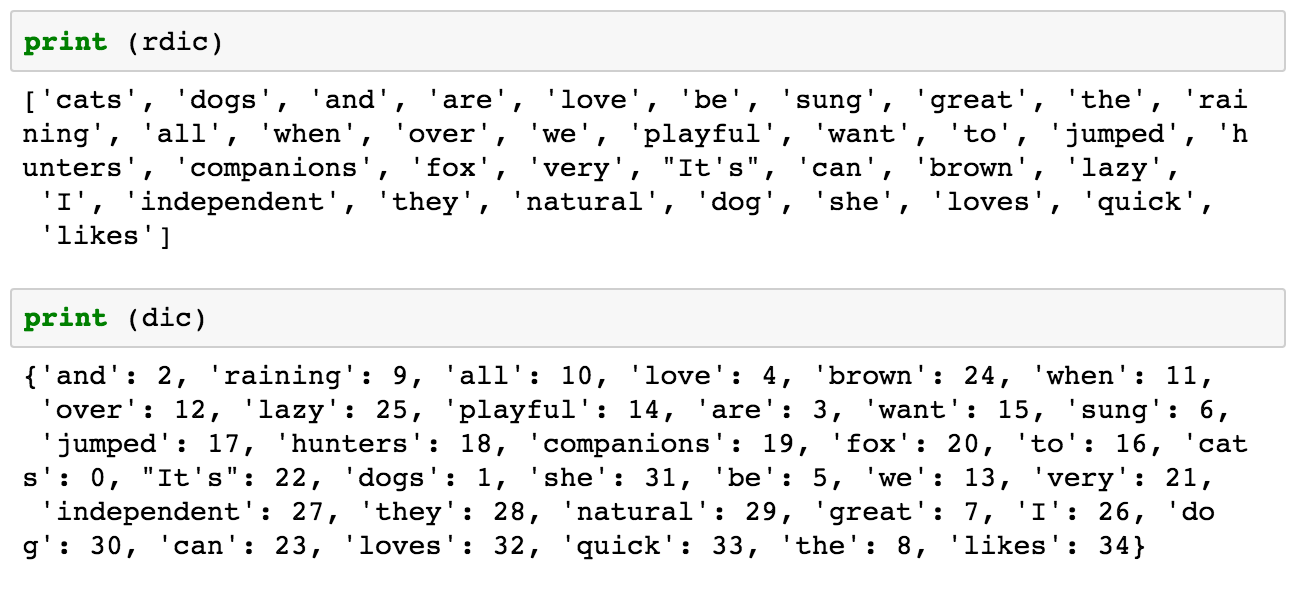 print (rdic)
['cats', 'dogs', 'and', 'are', 'love', 'be', 'sung', 'great', 'the', 'rai
ning', 'all', 'when', 'over', 'we', 'playful', 'want', 'to', 'jumped', 'h
unters', 'companions', 'fox', 'very', "It's", 'can', 'brown', 'lazy',
'I', 'independent', 'they', 'natural', 'dog', 'she', 'loves', 'quick',
'likes']
print (dic)
{'and': 2, 'raining': 9, 'all': 10, 'love': 4, 'brown': 24, 'when': 11,
'over': 12, 'lazy': 25, 'playful': 14, 'are': 3, 'want': 15, 'sung': 6,
'jumped': 17, 'hunters': 18, 'companions': 19, 'fox': 20, 'to': 16, 'cat
s': 0, "It's": 22, 'dogs': 1, 'she': 31, 'be': 5, 'we': 13, 'very': 21,
'independent': 27, 'they': 28, 'natural': 29, 'great': 7, 'I': 26, 'do
g': 30, 'can': 23, 'loves': 32, 'quick': 33, 'the': 8, 'likes': 34}